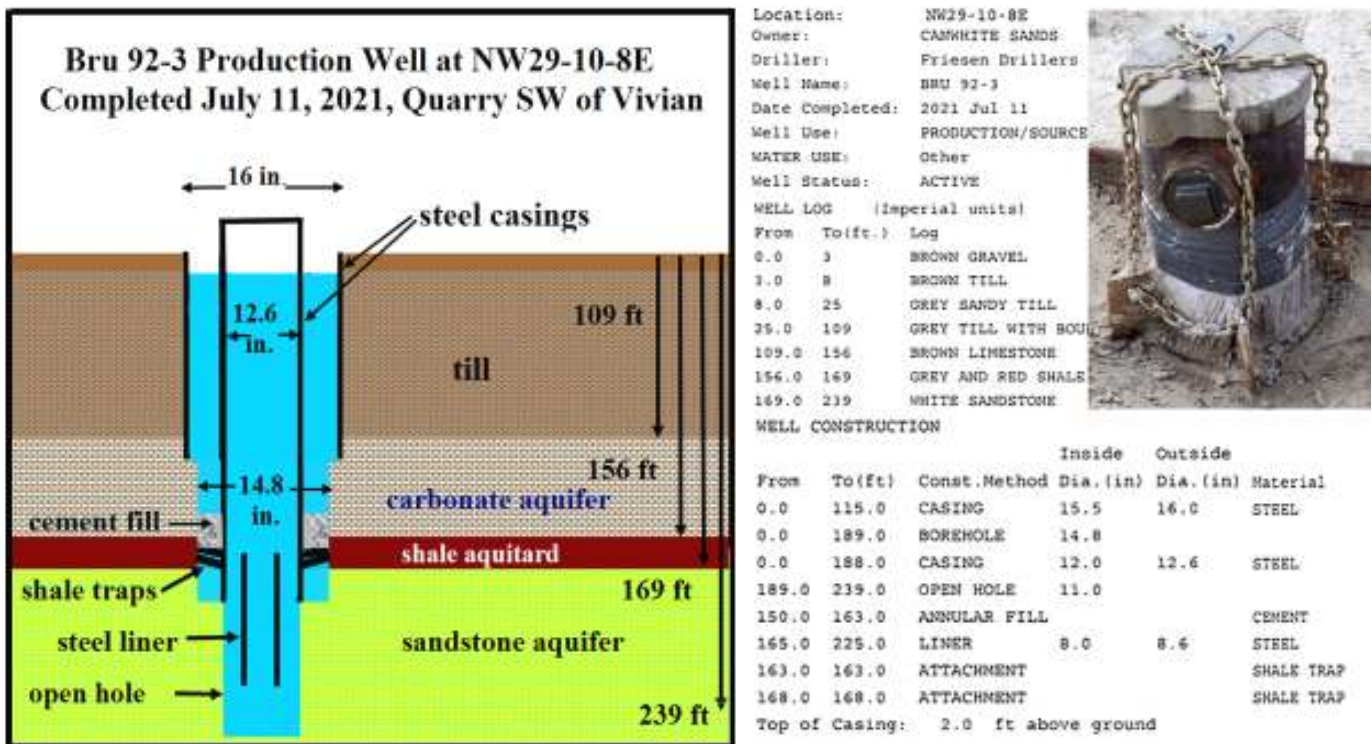 Bru 92-3 Production Well at NW29-10-8E
Completed July 11, 2021, Quarry SW of Vivian
16 in.
steel casings
12.6
in.
109 ft
till
156 ft
14.8
in.
carbonate aquifer
cement fill
shale aquitard
shale traps
169 ft
steel liner
sandstone aquifer
open hole
239 ft
Location: NW29-10-8E
Owner: CANWHITE SANDS
Driller: Friesen Drillers
Well Name: BRU 92-3
Date Completed: 2021 Jul 11
Well Use: PRODUCTION/SOURCE
WATER USE: Other
Well Status: ACTIVE
WELL LOG (Imperial units)
From To(ft.) Log
0.0 3 BROWN GRAVEL
3.0 8 BROWN TILL
8.0 25 GREY SANDY TILL
25.0 109 GREY TILL WITH BOU
109.0 156 BROWN LIMESTONE
156.0 169 GREY AND RED SHALE
169.0 239 WHITE SANDSTONE
WELL CONSTRUCTION
Inside Outside
From To(ft) Const.Method Dia.(in) Dia.(in) Material
0.0 115.0 CASING 15.5 16.0 STEEL
0.0 189.0 BOREHOLE 14.8
0.0 188.0 CASING 12.0 12.6 STEEL
189.0 239.0 OPEN HOLE 11.0
150.0 163.0 ANNULAR FILL CEMENT
165.0 225.0 LINER 8.0 8.6 STEEL
163.0 163.0 ATTACHMENT SHALE TRAP
168.0 168.0 ATTACHMENT SHALE TRAP
Top of Casing: 2.0 ft above ground